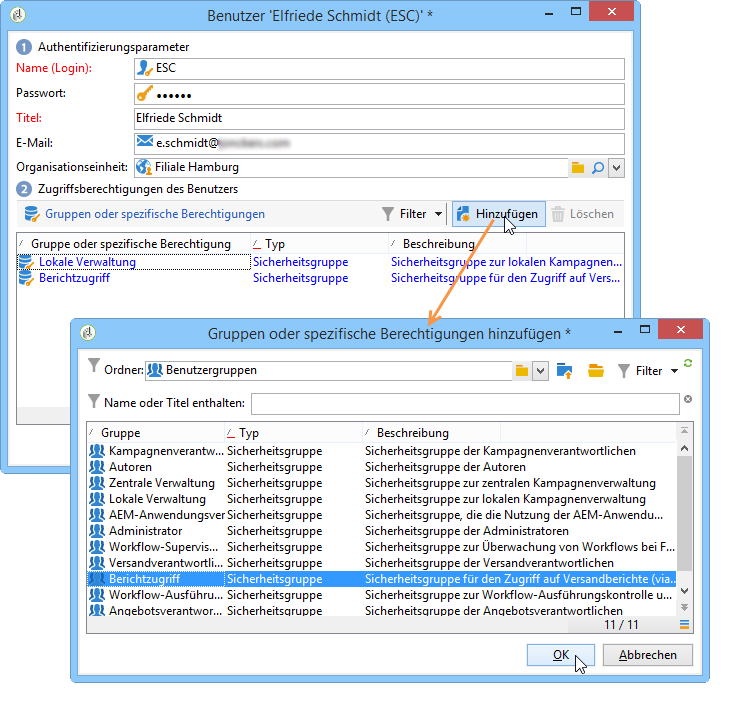 Benutzer 'Elfriede Schmidt (ESC)' *
1 Authentifizierungsparameter
Name (Login): ESC
Passwort: ••••••
Titel: Elfriede Schmidt
E-Mail: e.schmidt@
Organisationseinheit: Filiale Hamburg
2 Zugriffsberechtigungen des Benutzers
Gruppen oder spezifische Berechtigungen Filter Hinzufügen Löschen
Gruppe oder spezifische Berechtigung Typ Beschreibung
Lokale Verwaltung Sicherheitsgruppe Sicherheitsgruppe zur lokalen Kampagnen...
Berichtzugriff Sicherheitsgruppe Sicherheitsgruppe für den Zugriff auf Vers...
Gruppen oder spezifische Berechtigungen hinzufügen *
Ordner: Benutzergruppen Filter
Name oder Titel enthalten:
Gruppe Typ Beschreibung
Kampagnenverantw... Sicherheitsgruppe Sicherheitsgruppe der Kampagnenverantwortlichen
Autoren Sicherheitsgruppe Sicherheitsgruppe der Autoren
Zentrale Verwaltung Sicherheitsgruppe Sicherheitsgruppe zur zentralen Kampagnenverwaltung
Lokale Verwaltung Sicherheitsgruppe Sicherheitsgruppe zur lokalen Kampagnenverwaltung
AEM-Anwendungsver Sicherheitsgruppe Sicherheitsgruppe, die die Nutzung der AEM-Anwendu...
Administrator Sicherheitsgruppe Sicherheitsgruppe der Administratoren
Workflow-Supervis... Sicherheitsgruppe Sicherheitsgruppe zur Überwachung von Workflows bei F...
Versandverantwortli... Sicherheitsgruppe Sicherheitsgruppe der Versandverantwortlichen
Berichtzugriff Sicherheitsgruppe Sicherheitsgruppe für den Zugriff auf Versandberichte (via...
Workflow-Ausführu... Sicherheitsgruppe Sicherheitsgruppe zur Workflow-Ausführungskontrolle u...
Angebotsverantwor... Sicherheitsgruppe Sicherheitsgruppe der Angebotsverantwortlichen
11 / 11
OK Abbrechen